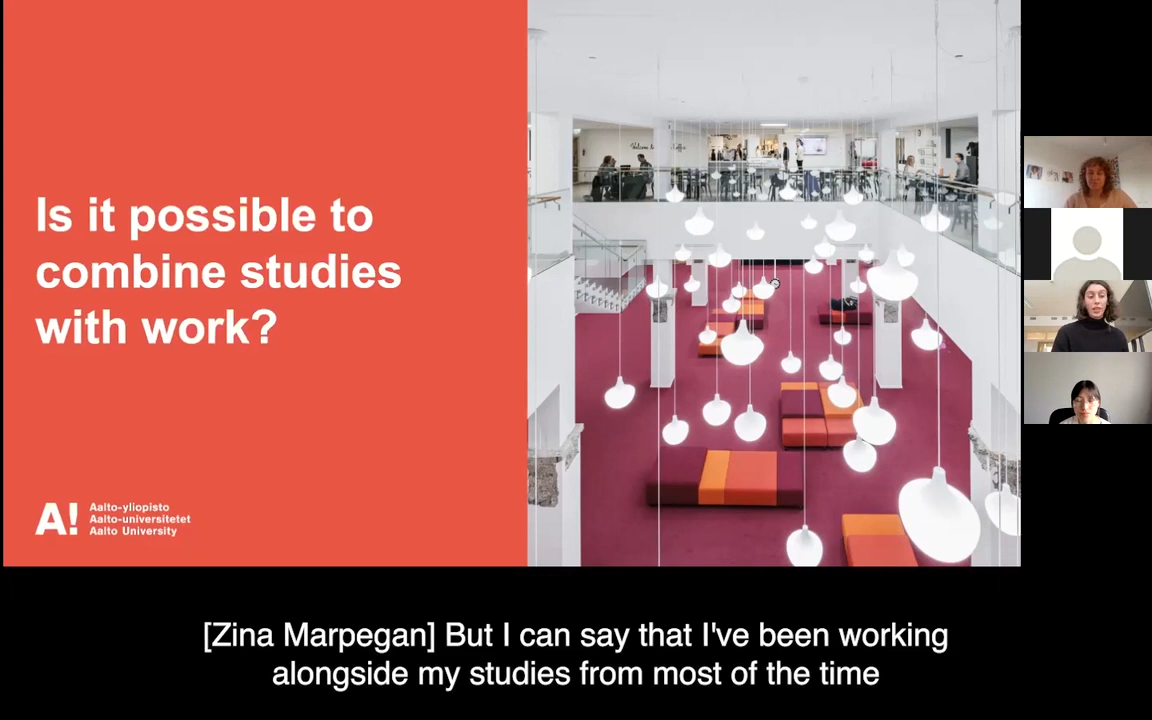 Is it possible to
combine studies
with work?
A!
Aalto-yliopisto
Aalto-universitetet
Aalto University
[Zina Marpegan] But I can say that I've been working
alongside my studies from most of the time